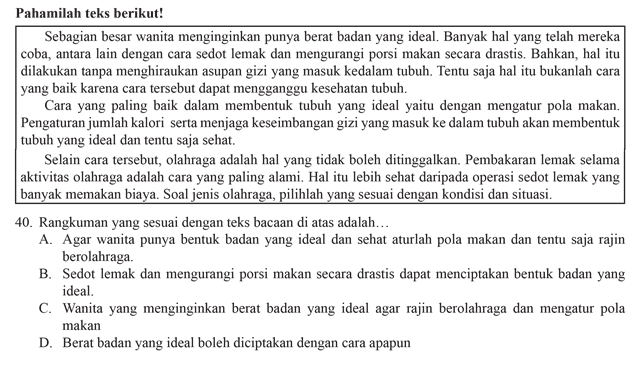 Pahamilah teks berikut!
Sebagian besar wanita menginginkan punya berat badan yang ideal. Banyak hal yang telah mereka
coba, antara lain dengan cara sedot lemak dan mengurangi porsi makan secara drastis. Bahkan, hal itu
dilakukan tanpa menghiraukan asupan gizi yang masuk kedalam tubuh. Tentu saja hal itu bukanlah cara
yang baik karena cara tersebut dapat mengganggu kesehatan tubuh.
Cara yang paling baik dalam membentuk tubuh yang ideal yaitu dengan mengatur pola makan.
Pengaturan jumlah kalori serta menjaga keseimbangan gizi yang masuk ke dalam tubuh akan membentuk
tubuh yang ideal dan tentu saja sehat.
Selain cara tersebut, olahraga adalah hal yang tidak boleh ditinggalkan. Pembakaran lemak selama
aktivitas olahraga adalah cara yang paling alami. Hal itu lebih sehat daripada operasi sedot lemak yang
banyak memakan biaya. Soal jenis olahraga, pilihlah yang sesuai dengan kondisi dan situasi.
40. Rangkuman yang sesuai dengan teks bacaan di atas adalah…
A. Agar wanita punya bentuk badan yang ideal dan sehat aturlah pola makan dan tentu saja rajin
berolahraga.
B. Sedot lemak dan mengurangi porsi makan secara drastis dapat menciptakan bentuk badan yang
ideal.
C. Wanita yang menginginkan berat badan yang ideal agar rajin berolahraga dan mengatur pola
makan
D. Berat badan yang ideal boleh diciptakan dengan cara apapun